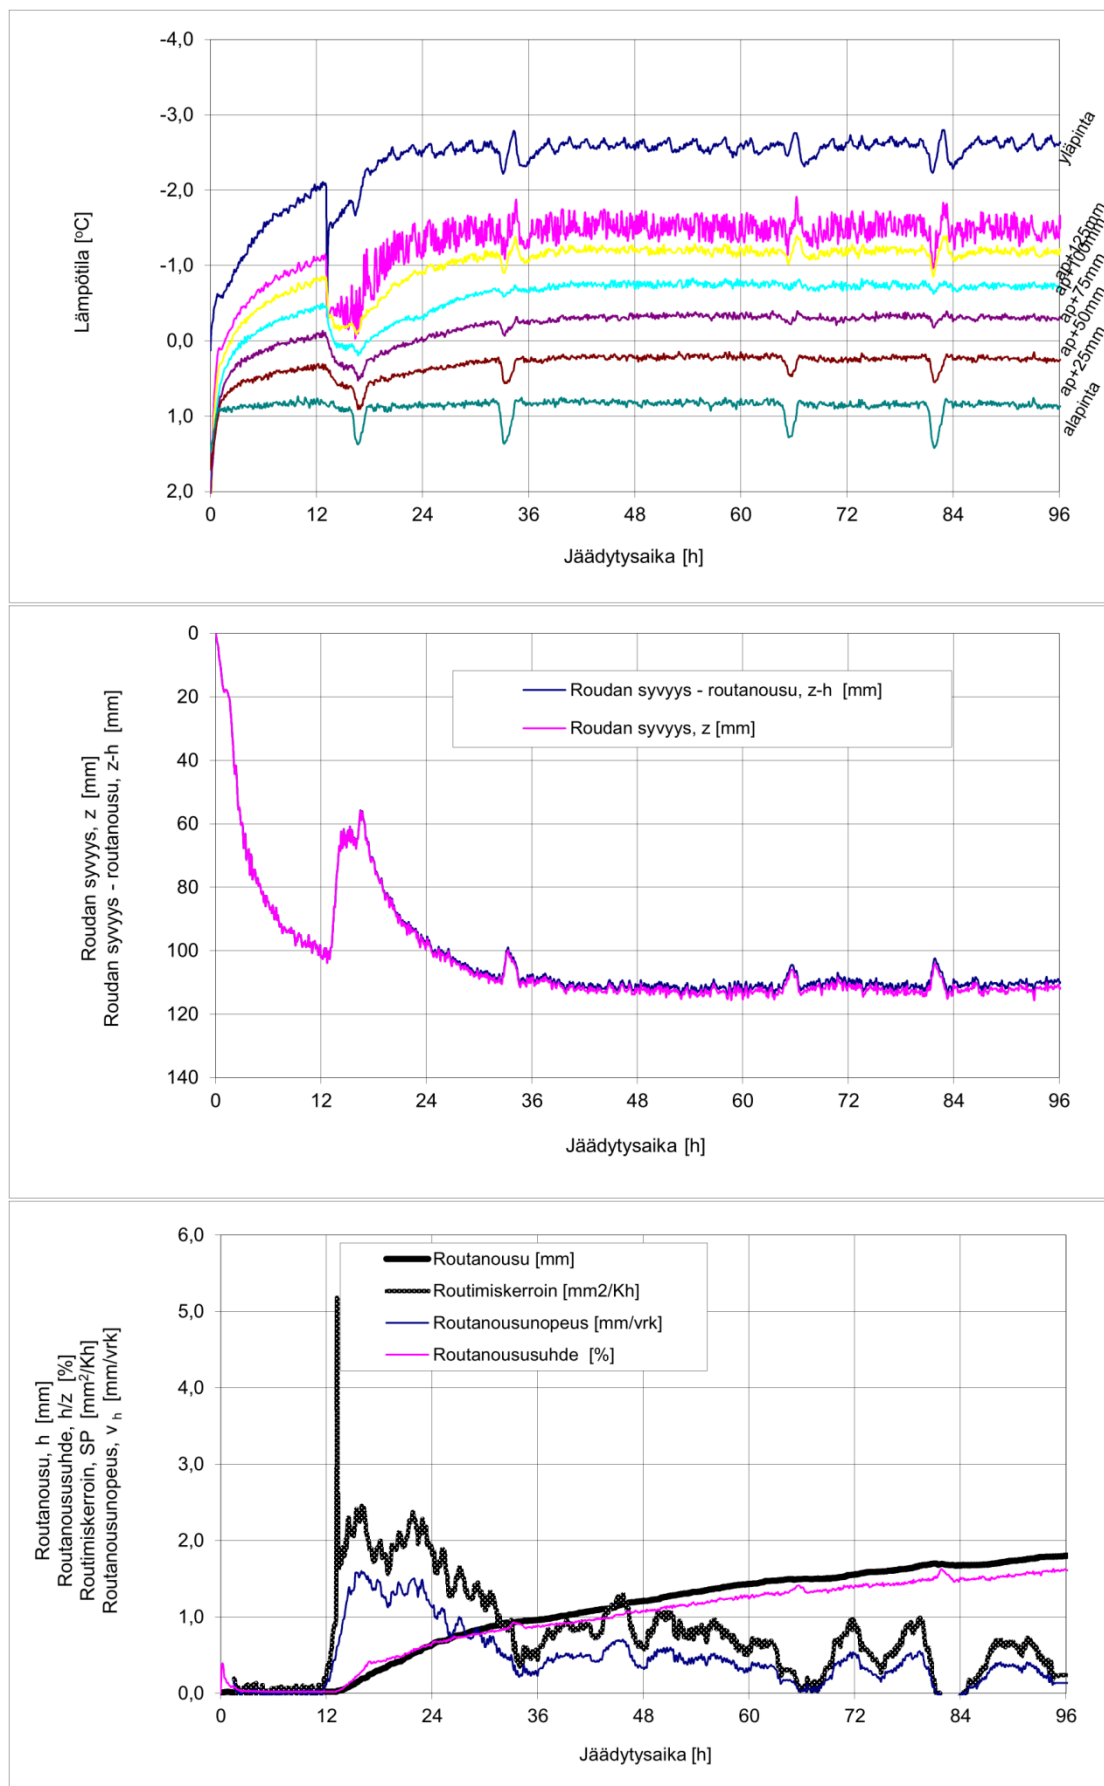 -4,0
-3,0
-2,0
-1,0
0,0
1,0
2,0
Lämpötila [ºC]
yläpinta
ap+125mm
ap+100mm
ap+75mm
ap+50mm
ap+25mm
alapinta
0 12 24 36 48 60 72 84 96
Jäädytysaika [h]
0
20
40
60
80
100
120
140
Roudan syvyys, z [mm]
Roudan syvyys - routanousu, z-h [mm]
Roudan syvyys - routanousu, z-h [mm]
Roudan syvyys, z [mm]
0 12 24 36 48 60 72 84 96
Jäädytysaika [h]
6,0
5,0
4,0
3,0
2,0
1,0
0,0
Routanousu, h [mm]
Routanoususuhde, h/z [%]
Routimiskerroin, SP [mm²/Kh]
Routanousunopeus, v h [mm/vrk]
Routanousu [mm]
Routimiskerroin [mm2/Kh]
Routanousunopeus [mm/vrk]
Routanoususuhde [%]
0 12 24 36 48 60 72 84 96
Jäädytysaika [h]